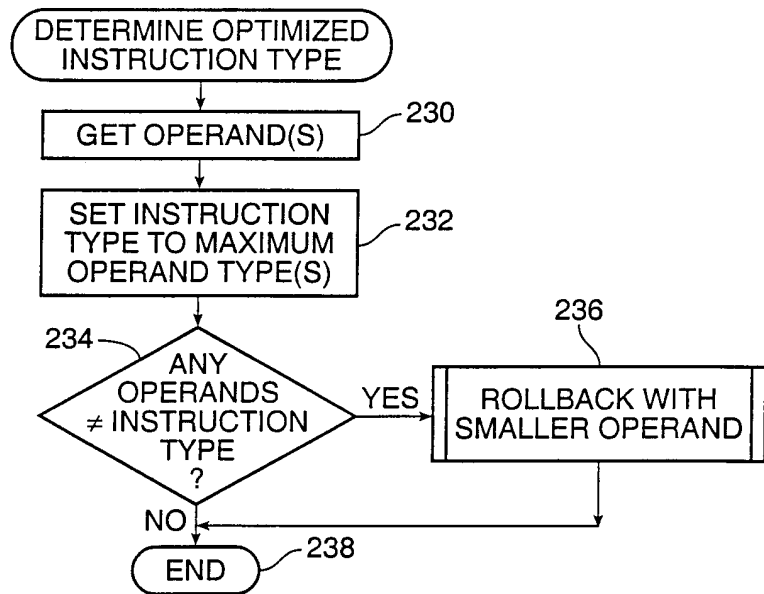 DETERMINE OPTIMIZED
INSTRUCTION TYPE
GET OPERAND(S)
230
SET INSTRUCTION
TYPE TO MAXIMUM
OPERAND TYPE(S)
232
234
ANY
OPERANDS
≠ INSTRUCTION
TYPE
?
YES
236
ROLLBACK WITH
SMALLER OPERAND
NO
END
238